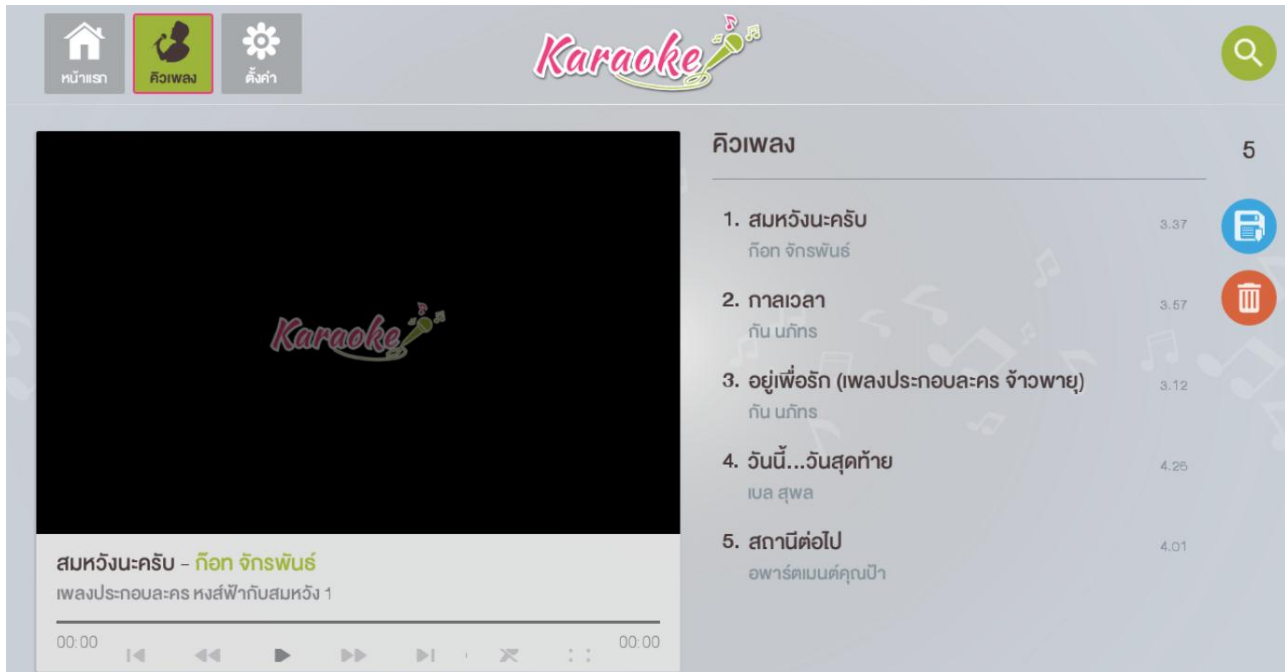 หน้าแรก
คิวเพลง
ตั้งค่า
Karaoke
Karaoke
สมหวังนะครับ - ก๊อท จักรพันธ์
เพลงประกอบละคร หงส์ฟ้ากับสมหวัง 1
00:00
00:00
คิวเพลง
5
1. สมหวังนะครับ
3.37
ก๊อท จักรพันธ์
2. กาลเวลา
3.57
กัน นภัทร
3. อยู่เพื่อรัก (เพลงประกอบละคร จ้าวพายุ)
3.12
กัน นภัทร
4. วันนี้...วันสุดท้าย
4.26
เบล สุพล
5. สถานีต่อไป
4.01
อพาร์ตเมนต์คุณป้า